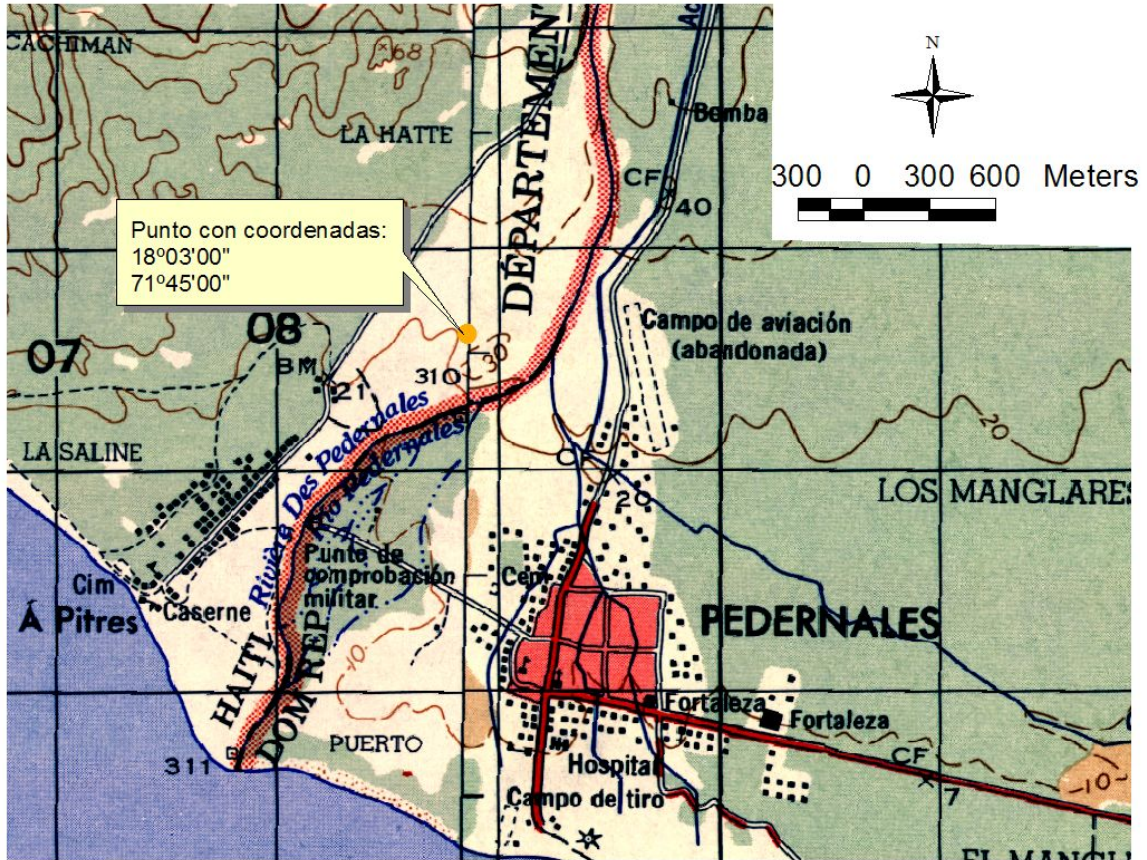 CACHIMAN
68
LA HATTE
DÉPARTEMENT
Bomba
CF
40
N
300 0 300 600 Meters
Punto con coordenadas:
18º03'00"
71º45'00"
07
08
BM
21
310
30
Campo de aviación
(abandonada)
20
LA SALINE
Rivière Des Pedernales
Río Pedernales
20
LOS MANGLARES
Cim
Á Pitres
Caserne
Punto de
comprobación
militar
Cem
PEDERNALES
HAITI
DOM REP
10
PUERTO
311
Fortaleza
Fortaleza
Hospital
Campo de tiro
CF
7
10